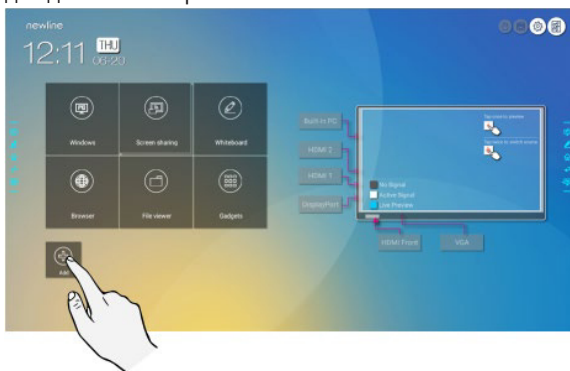 newline
12:11 THU
06-20
Windows
Screen sharing
Whiteboard
Browser
File viewer
Gadgets
Add
Built-in PC
HDMI 2
HDMI 1
DisplayPort
HDMI Front
VGA
No Signal
Active Signal
Live Preview